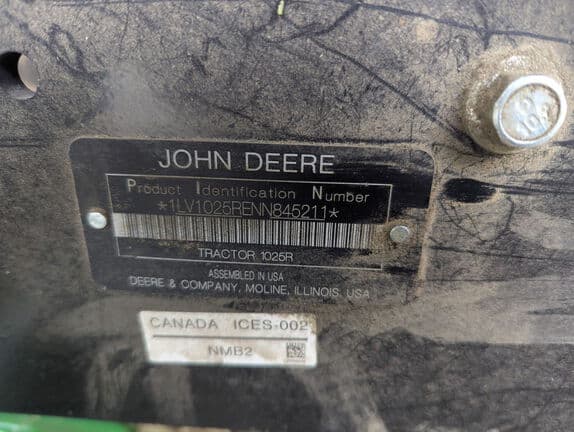 JOHN DEERE
Product Identification Number
*1LV1025RENN845211*
TRACTOR 1025R
ASSEMBLED IN USA
DEERE & COMPANY, MOLINE, ILLINOIS, USA
CANADA ICES-002
NMB2